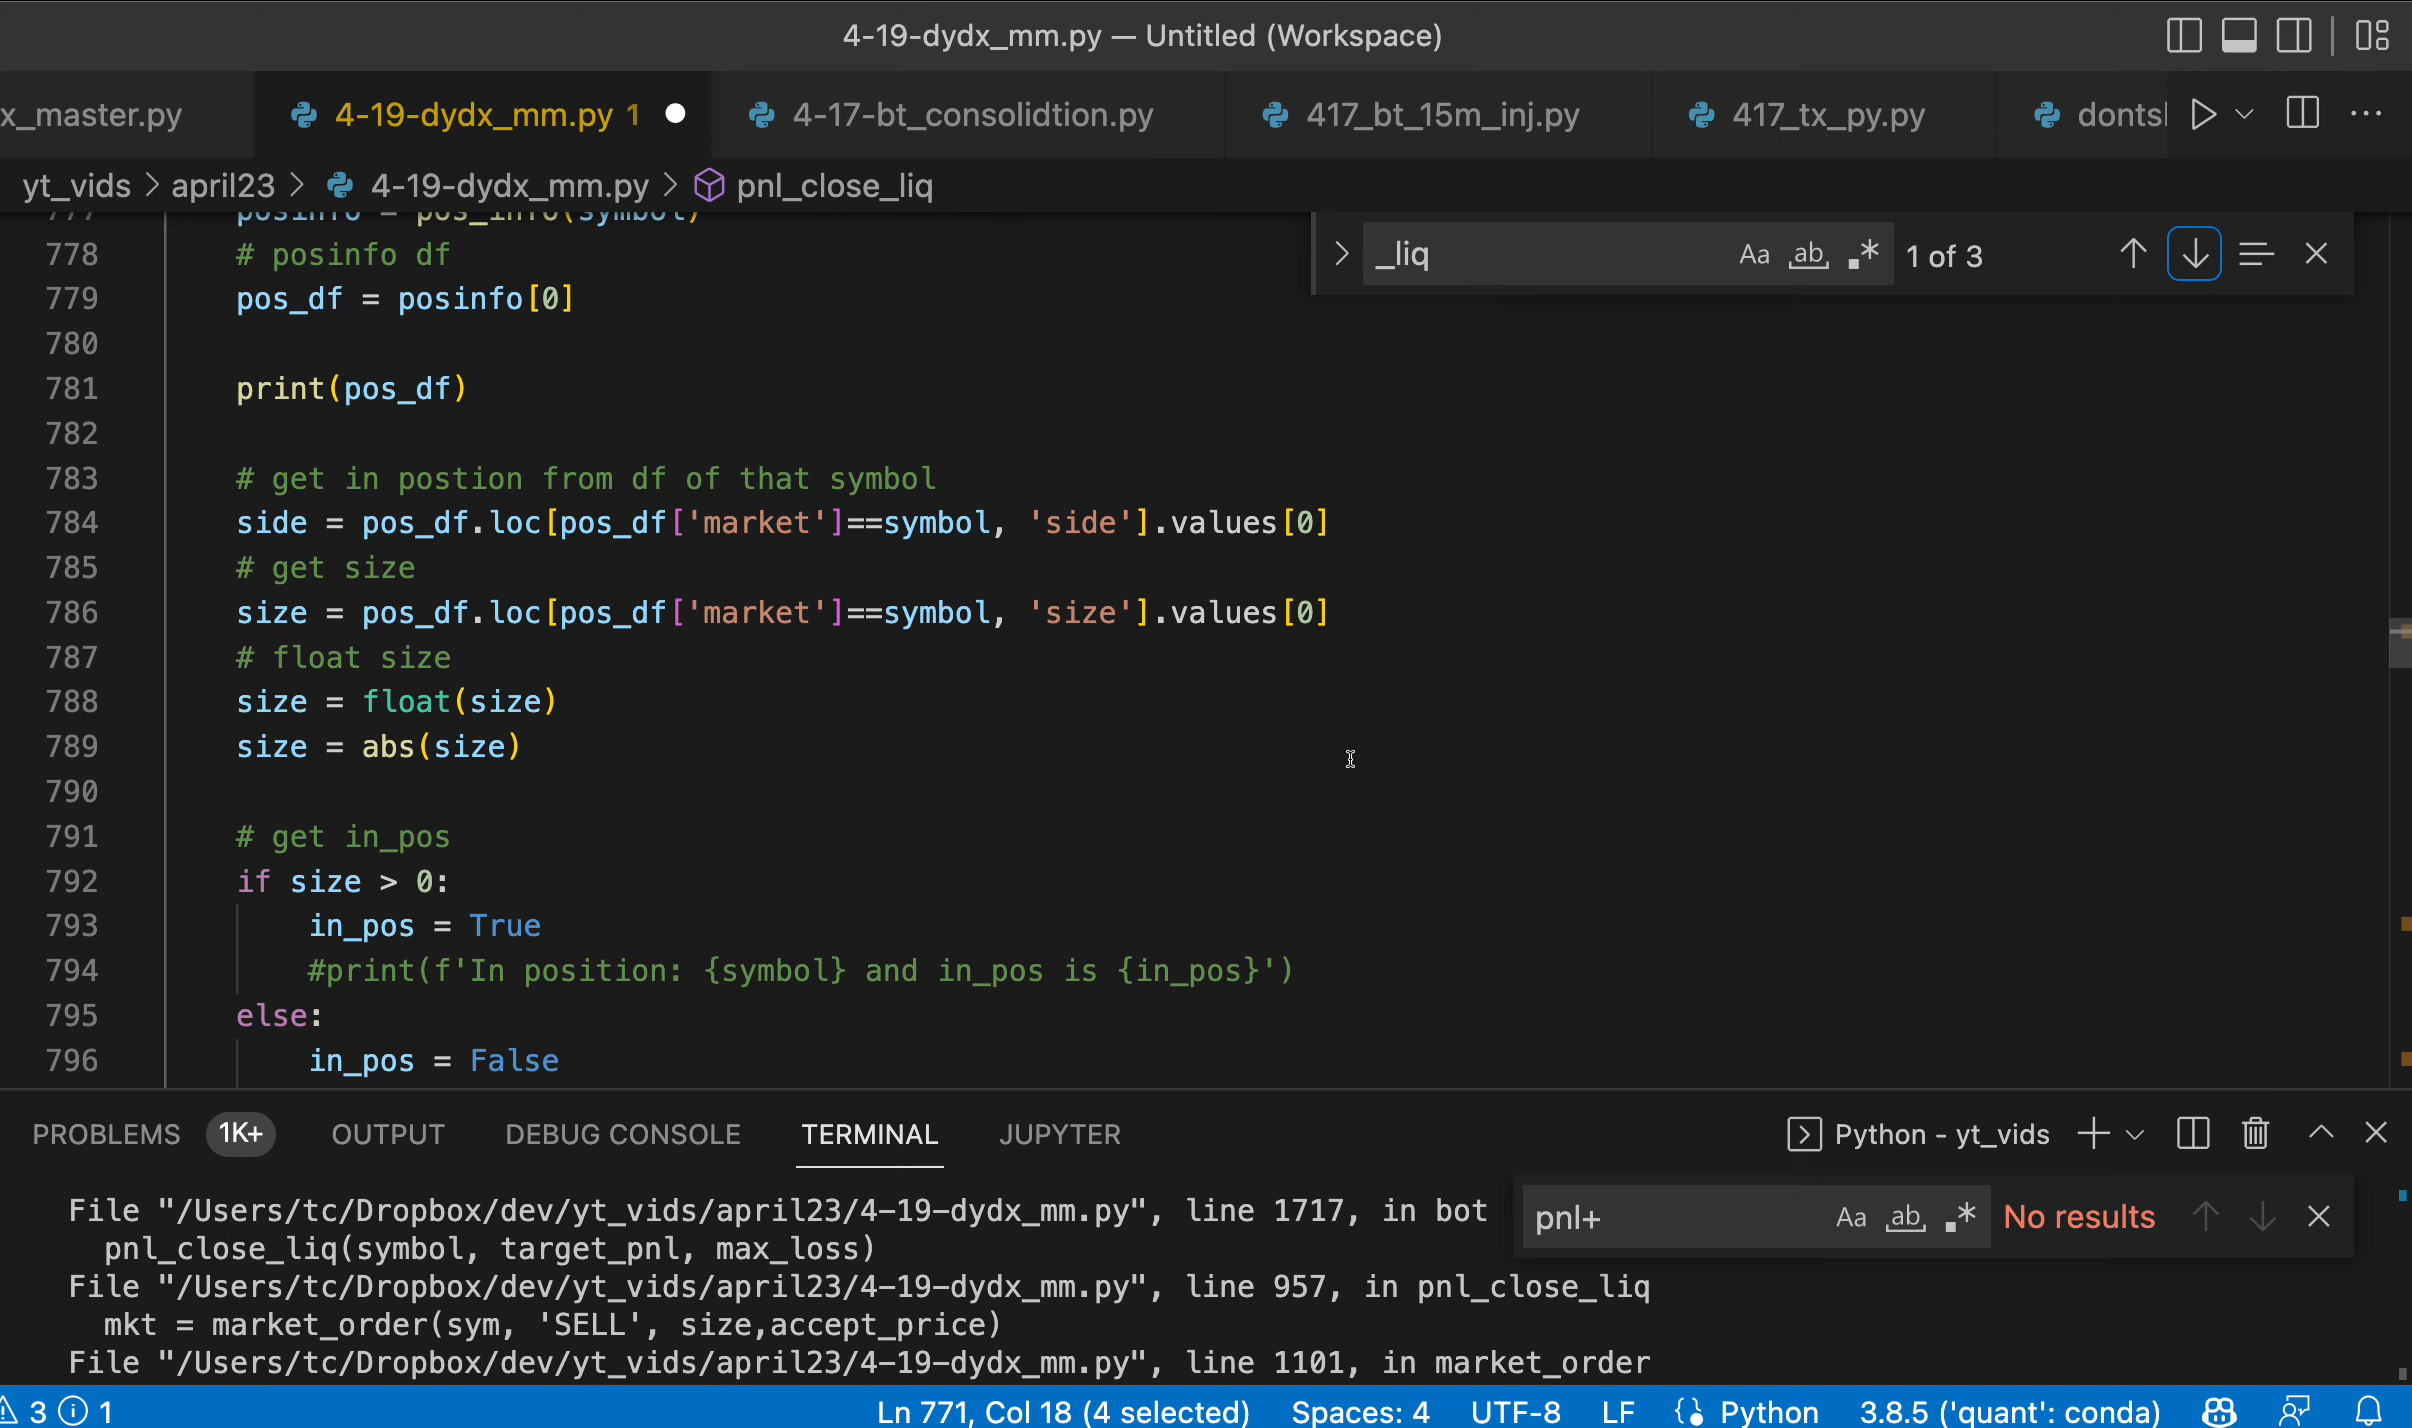 4-19-dydx_mm.py — Untitled (Workspace)
x_master.py
4-19-dydx_mm.py 1
4-17-bt_consolidtion.py
417_bt_15m_inj.py
417_tx_py.py
yt_vids > april23 > 4-19-dydx_mm.py > pnl_close_liq
_liq
Aa ab .* 1 of 3
777 posinfo = pos_info(symbol)
778 # posinfo df
779 pos_df = posinfo[0]
780
781 print(pos_df)
782
783 # get in postion from df of that symbol
784 side = pos_df.loc[pos_df['market']==symbol, 'side'].values[0]
785 # get size
786 size = pos_df.loc[pos_df['market']==symbol, 'size'].values[0]
787 # float size
788 size = float(size)
789 size = abs(size)
790
791 # get in_pos
792 if size > 0:
793 in_pos = True
794 #print(f'In position: {symbol} and in_pos is {in_pos}')
795 else:
796 in_pos = False
PROBLEMS 1K+ OUTPUT DEBUG CONSOLE TERMINAL JUPYTER
Python - yt_vids
pnl+ Aa ab .* No results
File "/Users/tc/Dropbox/dev/yt_vids/april23/4-19-dydx_mm.py", line 1717, in bot
pnl_close_liq(symbol, target_pnl, max_loss)
File "/Users/tc/Dropbox/dev/yt_vids/april23/4-19-dydx_mm.py", line 957, in pnl_close_liq
mkt = market_order(sym, 'SELL', size,accept_price)
File "/Users/tc/Dropbox/dev/yt_vids/april23/4-19-dydx_mm.py", line 1101, in market_order
3 1 Ln 771, Col 18 (4 selected) Spaces: 4 UTF-8 LF Python 3.8.5 ('quant': conda)